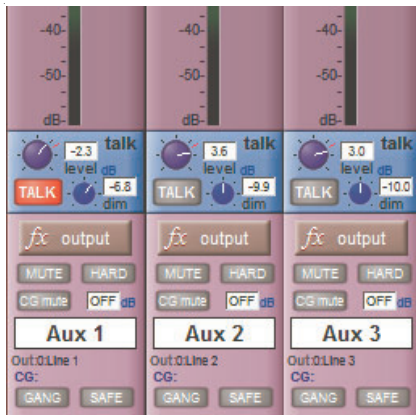 -40- -40- -40-
-50- -50- -50-
dB- dB- dB-
-2.3 talk 3.6 talk 3.0 talk
level dB level dB level dB
TALK -6.8 TALK -9.9 TALK -10.0
dim dim dim
fx output fx output fx output
MUTE HARD MUTE HARD MUTE HARD
CG mute OFF dB CG mute OFF dB CG mute OFF dB
Aux 1 Aux 2 Aux 3
Out:0:Line 1 Out:0:Line 2 Out:0:Line 3
CG: CG: CG:
GANG SAFE GANG SAFE GANG SAFE